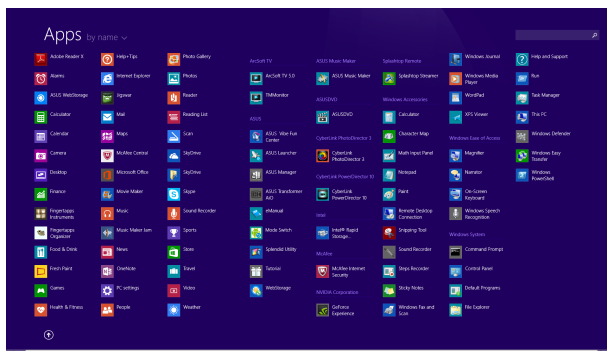 Apps by name
Adobe Reader X
Alarms
ASUS WebStorage
Calculator
Calendar
Camera
Desktop
Finance
Fingertapps
Instruments
Fingertapps
Organizer
Food & Drink
Fresh Paint
Games
Health & Fitness
Help+Tips
Internet Explorer
Jigswar
Mail
Maps
McAfee Central
Microsoft Office
Movie Maker
Music
Music Maker Jam
News
OneNote
PC settings
People
Photo Gallery
Photos
Reader
Reading List
Scan
SkyDrive
SkyDrive
Skype
Sound Recorder
Sports
Store
Travel
Video
Weather
ArcSoft TV
ArcSoft TV 5.0
TMMonitor
ASUS
ASUS Vibe Fun
Center
ASUS Launcher
ASUS Manager
ASUS Transformer
AiO
eManual
Mode Switch
Splendid Utility
Tutorial
WebStorage
ASUS Music Maker
ASUS Music Maker
ASUSDVD
ASUSDVD
CyberLink PhotoDirector 3
CyberLink
PhotoDirector 3
CyberLink PowerDirector 10
CyberLink
PowerDirector 10
Intel
Intel® Rapid
Storage ..
McAfee
McAfee Internet
Security
NVIDIA Corporation
GeForce
Experience
Splashtop Remote
Splashtop Streamer
Windows Accessories
Calculator
Character Map
Math Input Panel
Notepad
Paint
Remote Desktop
Connection
Snipping Tool
Sound Recorder
Steps Recorder
Sticky Notes
Windows Fax and
Scan
Windows Journal
Windows Media
Player
WordPad
XPS Viewer
Windows Ease of Access
Magnifier
Narrator
On-Screen
Keyboard
Windows Speech
Recognition
Windows System
Command Prompt
Control Panel
Default Programs
File Explorer
Help and Support
Run
Task Manager
This PC
Windows Defender
Windows Easy
Transfer
Windows
PowerShell